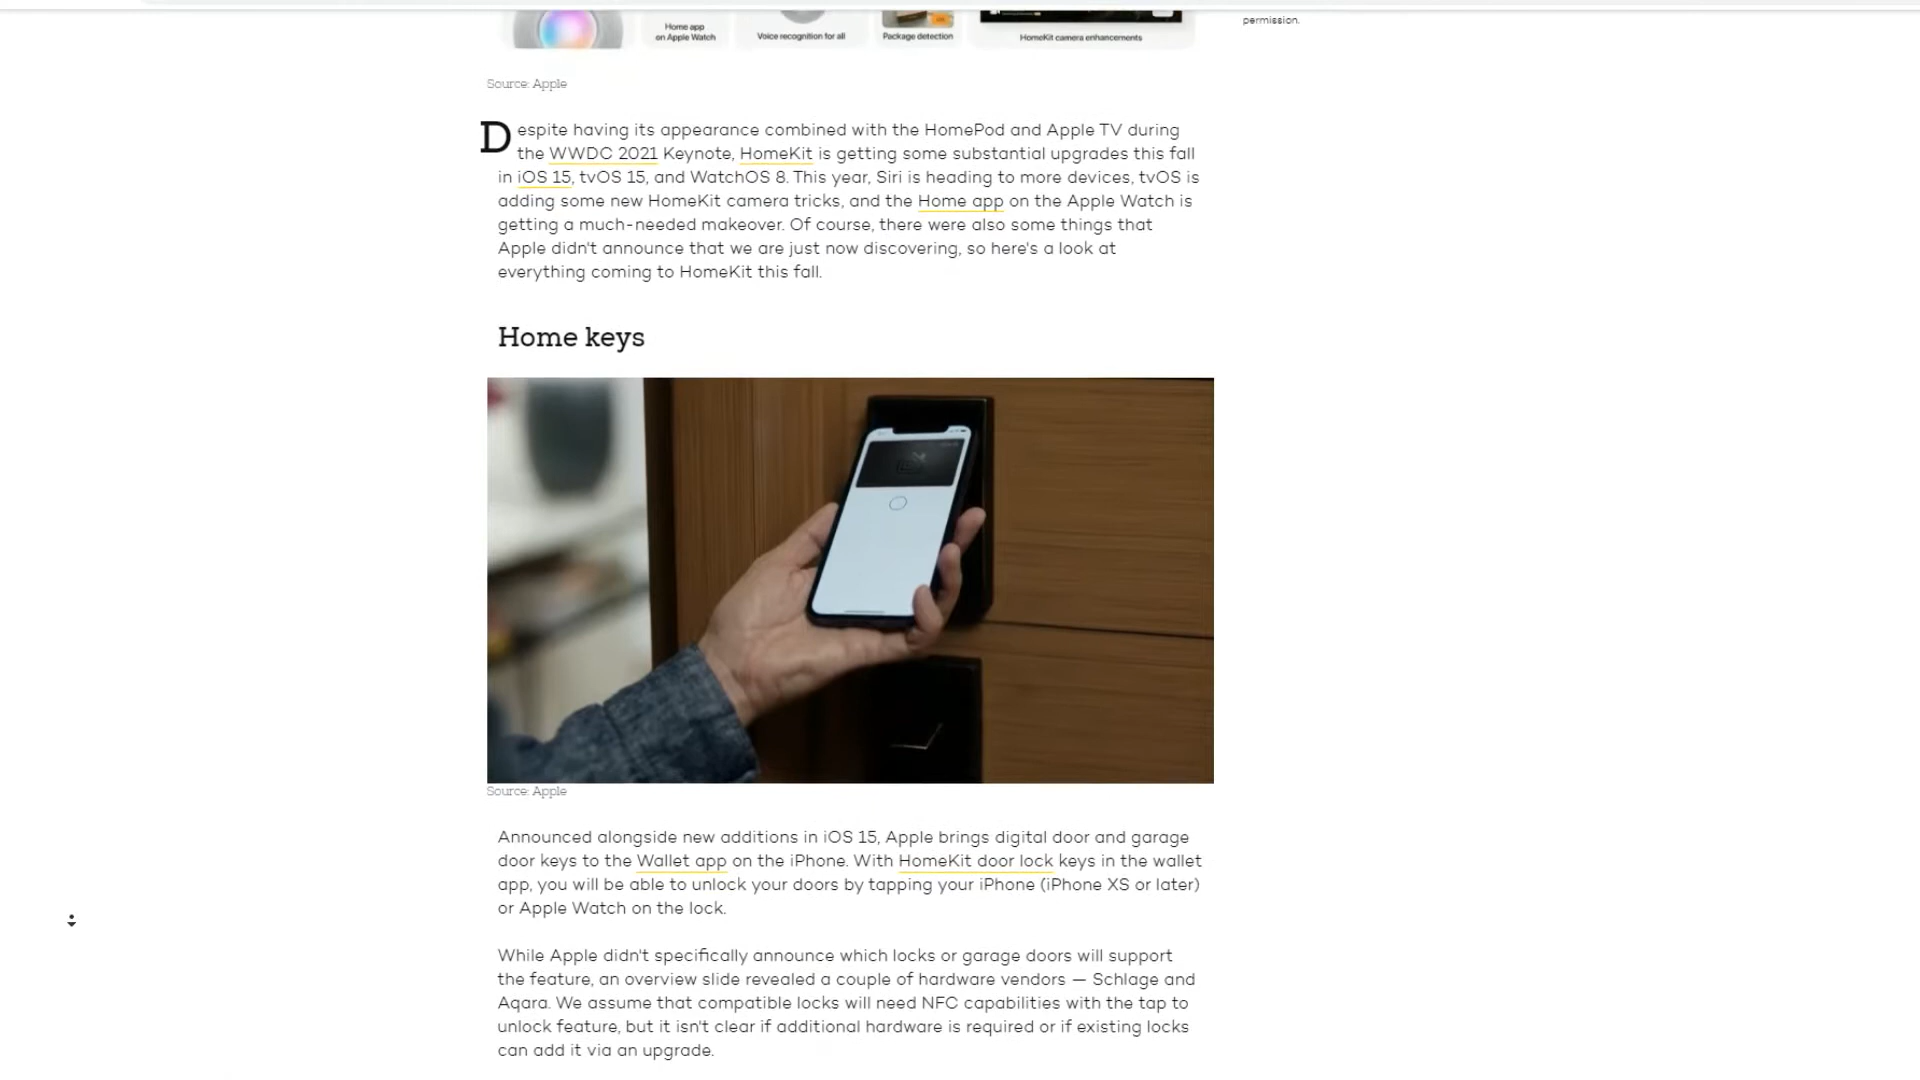 permission.
Home app
on Apple Watch
Voice recognition for all
Package detection
HomeKit camera enhancements
Source: Apple
Despite having its appearance combined with the HomePod and Apple TV during
the WWDC 2021 Keynote, HomeKit is getting some substantial upgrades this fall
in iOS 15, tvOS 15, and WatchOS 8. This year, Siri is heading to more devices, tvOS is
adding some new HomeKit camera tricks, and the Home app on the Apple Watch is
getting a much-needed makeover. Of course, there were also some things that
Apple didn't announce that we are just now discovering, so here's a look at
everything coming to HomeKit this fall.
Home keys
Source: Apple
Announced alongside new additions in iOS 15, Apple brings digital door and garage
door keys to the Wallet app on the iPhone. With HomeKit door lock keys in the wallet
app, you will be able to unlock your doors by tapping your iPhone (iPhone XS or later)
or Apple Watch on the lock.
While Apple didn't specifically announce which locks or garage doors will support
the feature, an overview slide revealed a couple of hardware vendors — Schlage and
Aqara. We assume that compatible locks will need NFC capabilities with the tap to
unlock feature, but it isn't clear if additional hardware is required or if existing locks
can add it via an upgrade.